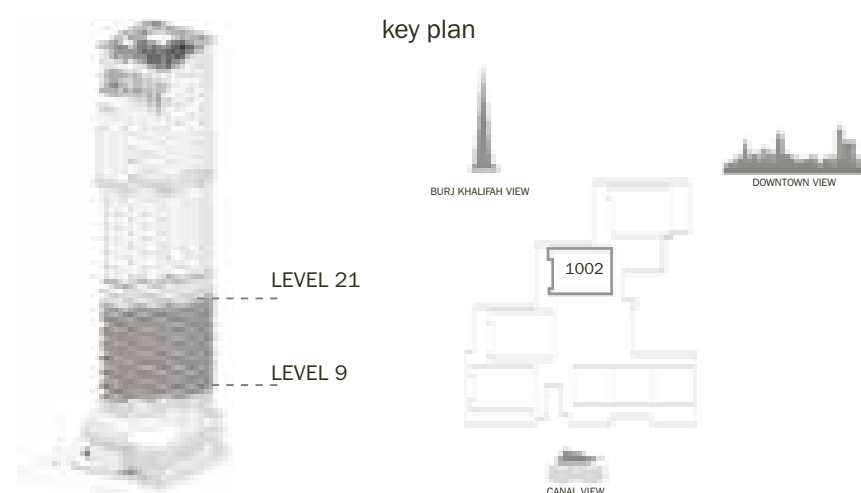 key plan
BURJ KHALIFAH VIEW
DOWNTOWN VIEW
1002
LEVEL 21
LEVEL 9
CANAL VIEW